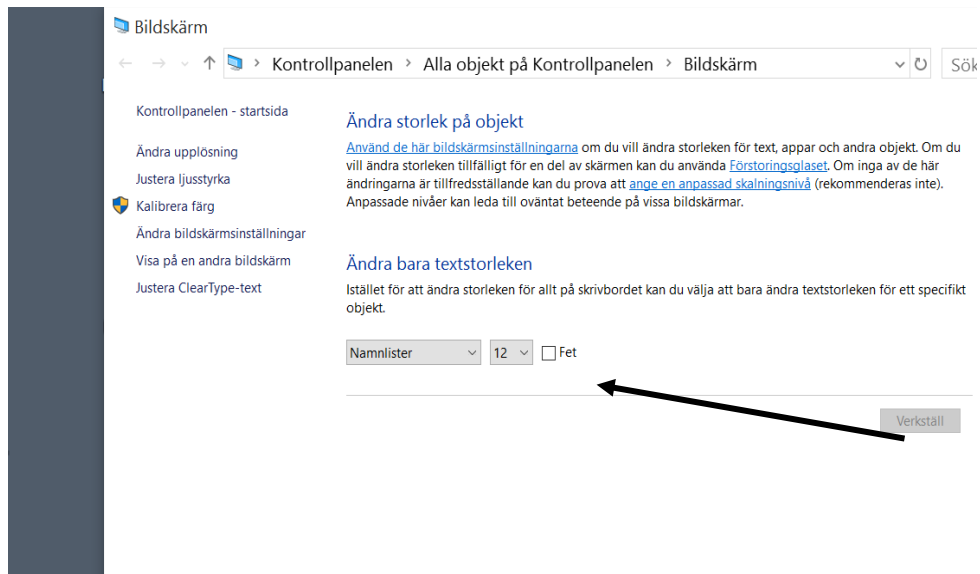 Bildskärm
Kontrollpanelen > Alla objekt på Kontrollpanelen > Bildskärm
Sök
Kontrollpanelen - startsida
Ändra upplösning
Justera ljusstyrka
Kalibrera färg
Ändra bildskärmsinställningar
Visa på en andra bildskärm
Justera ClearType-text
Ändra storlek på objekt
Använd de här bildskärmsinställningarna om du vill ändra storleken för text, appar och andra objekt. Om du
vill ändra storleken tillfälligt för en del av skärmen kan du använda Förstoringsglaset. Om inga av de här
ändringarna är tillfredsställande kan du prova att ange en anpassad skalningsnivå (rekommenderas inte).
Anpassade nivåer kan leda till oväntat beteende på vissa bildskärmar.
Ändra bara textstorleken
Istället för att ändra storleken för allt på skrivbordet kan du välja att bara ändra textstorleken för ett specifikt
objekt.
Namnlister 12 Fet
Verkställ